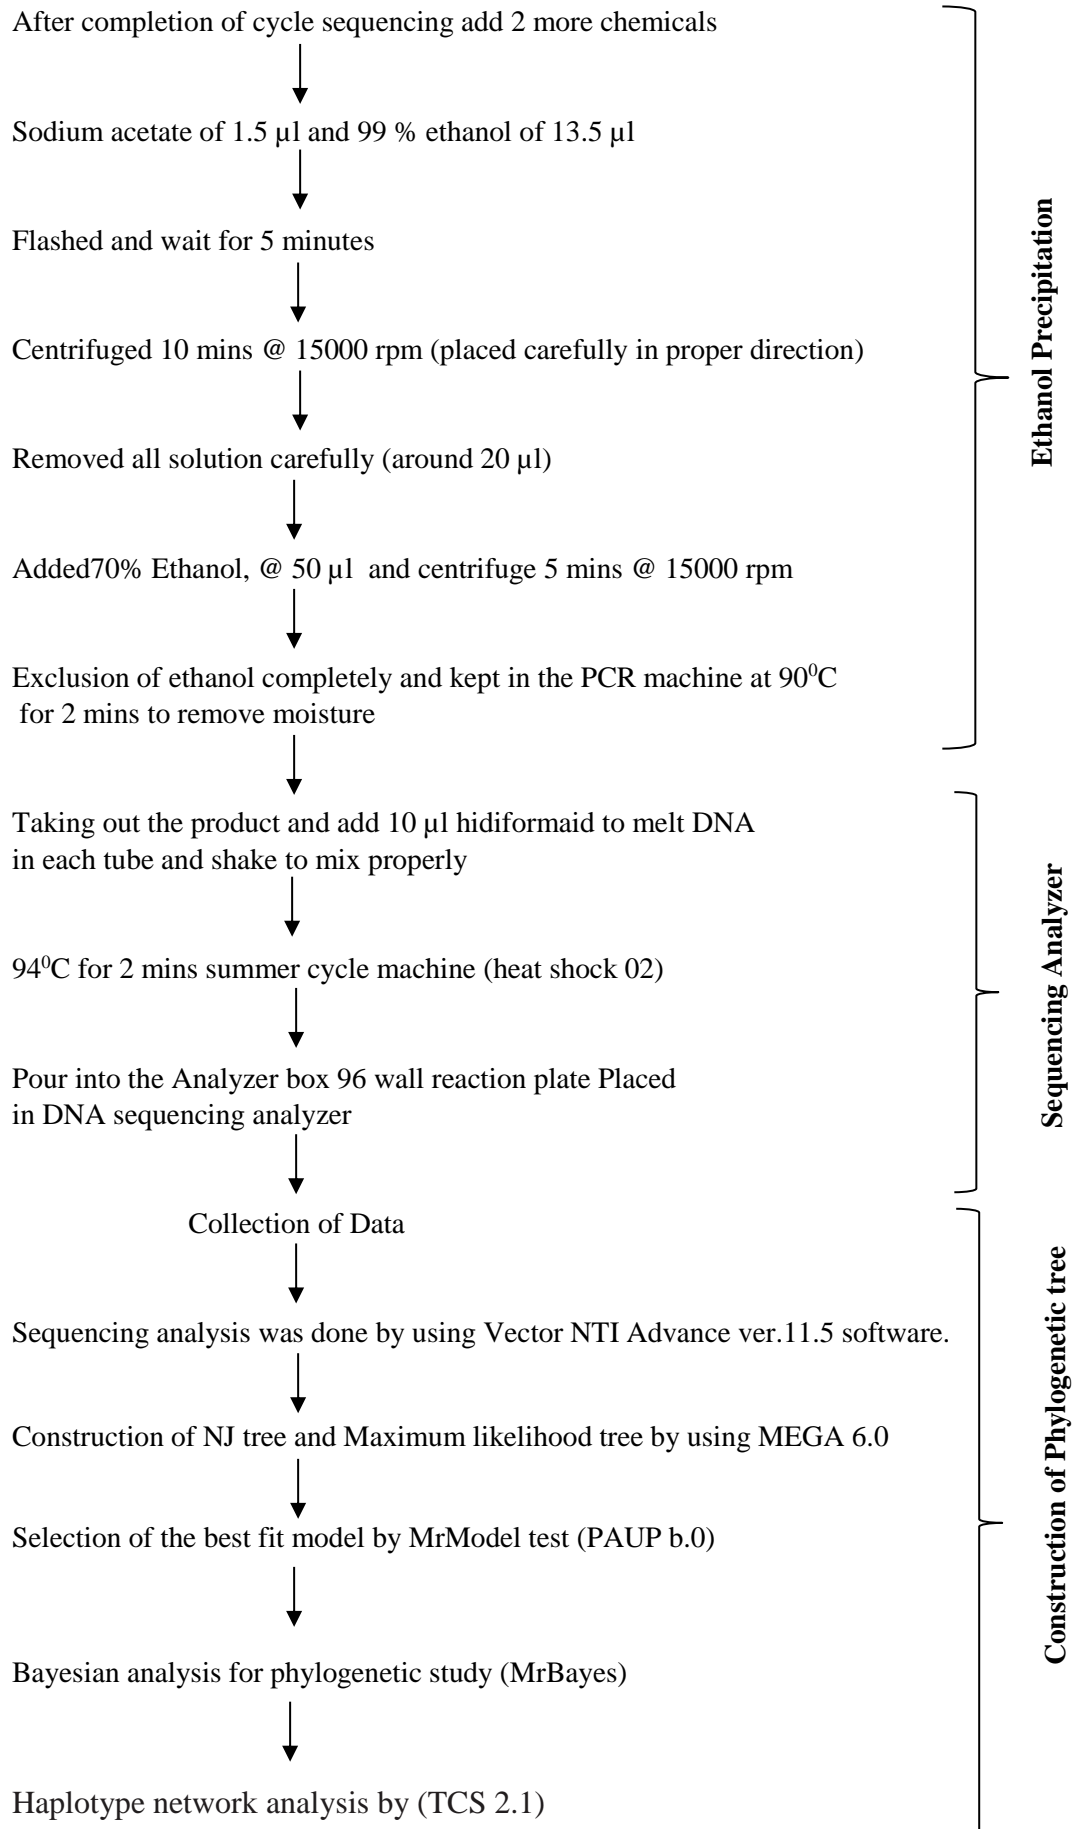 After completion of cycle sequencing add 2 more chemicals
Sodium acetate of 1.5 µl and 99 % ethanol of 13.5 µl
Flashed and wait for 5 minutes
Centrifuged 10 mins @ 15000 rpm (placed carefully in proper direction)
Removed all solution carefully (around 20 µl)
Added70% Ethanol, @ 50 µl  and centrifuge 5 mins @ 15000 rpm
Exclusion of ethanol completely and kept in the PCR machine at 90⁰C
for 2 mins to remove moisture
Ethanol Precipitation
Taking out the product and add 10 µl hidiformaid to melt DNA
in each tube and shake to mix properly
94⁰C for 2 mins summer cycle machine (heat shock 02)
Pour into the Analyzer box 96 wall reaction plate Placed
in DNA sequencing analyzer
Sequencing Analyzer
Collection of Data
Sequencing analysis was done by using Vector NTI Advance ver.11.5 software.
Construction of NJ tree and Maximum likelihood tree by using MEGA 6.0
Selection of the best fit model by MrModel test (PAUP b.0)
Bayesian analysis for phylogenetic study (MrBayes)
Haplotype network analysis by (TCS 2.1)
Construction of Phylogenetic tree